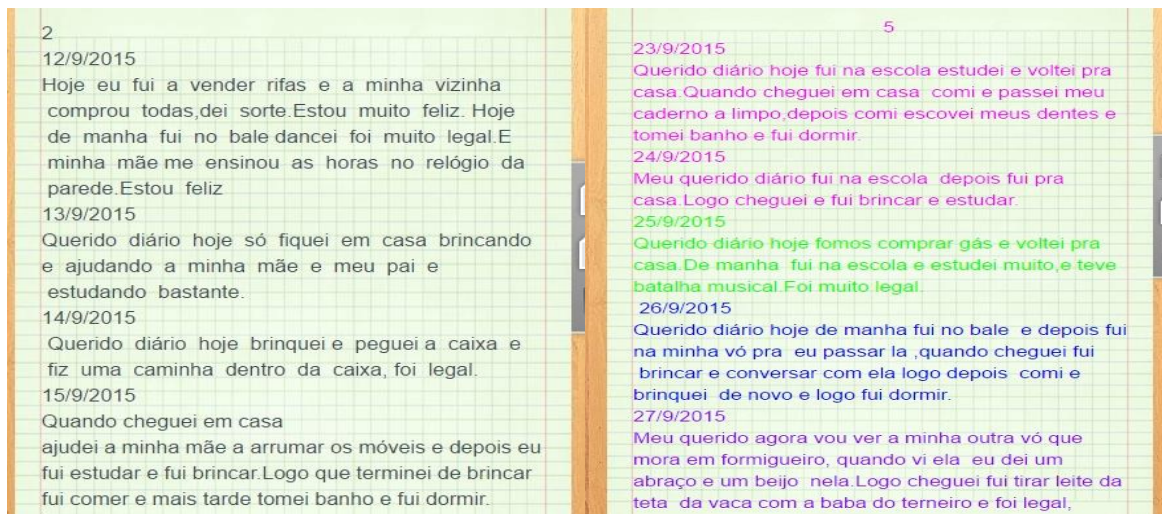 2
12/9/2015
Hoje eu fui a vender rifas e a minha vizinha
comprou todas,dei sorte.Estou muito feliz. Hoje
de manha fui no bale dancei foi muito legal.E
minha mãe me ensinou as horas no relógio da
parede.Estou feliz
13/9/2015
Querido diário hoje só fiquei em casa brincando
e ajudando a minha mãe e meu pai e
estudando bastante.
14/9/2015
Querido diário hoje brinquei e peguei a caixa e
fiz uma caminha dentro da caixa, foi legal.
15/9/2015
Quando cheguei em casa
ajudei a minha mãe a arrumar os móveis e depois eu
fui estudar e fui brincar.Logo que terminei de brincar
fui comer e mais tarde tomei banho e fui dormir.
5
23/9/2015
Querido diário hoje fui na escola estudei e voltei pra
casa.Quando cheguei em casa comi e passei meu
caderno a limpo,depois comi escovei meus dentes e
tomei banho e fui dormir.
24/9/2015
Meu querido diário fui na escola depois fui pra
casa.Logo cheguei e fui brincar e estudar.
25/9/2015
Querido diário hoje fomos comprar gás e voltei pra
casa.De manha fui na escola e estudei muito,e teve
batalha musical.Foi muito legal.
26/9/2015
Querido diário hoje de manha fui no bale e depois fui
na minha vó pra eu passar la ,quando cheguei fui
brincar e conversar com ela logo depois comi e
brinquei de novo e logo fui dormir.
27/9/2015
Meu querido agora vou ver a minha outra vó que
mora em formigueiro, quando vi ela eu dei um
abraço e um beijo nela.Logo cheguei fui tirar leite da
teta da vaca com a baba do terneiro e foi legal,